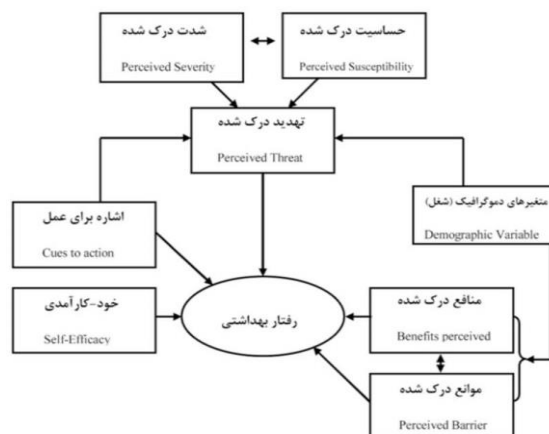 شدت درک شده
Perceived Severity
حساسیت درک شده
Perceived Susceptibility
تهدید درک شده
Perceived Threat
اشاره برای عمل
Cues to action
متغیرهای دموگرافیک (شغل)
Demographic Variable
خود-کارآمدی
Self-Efficacy
رفتار بهداشتی
منافع درک شده
Benefits perceived
موانع درک شده
Perceived Barrier